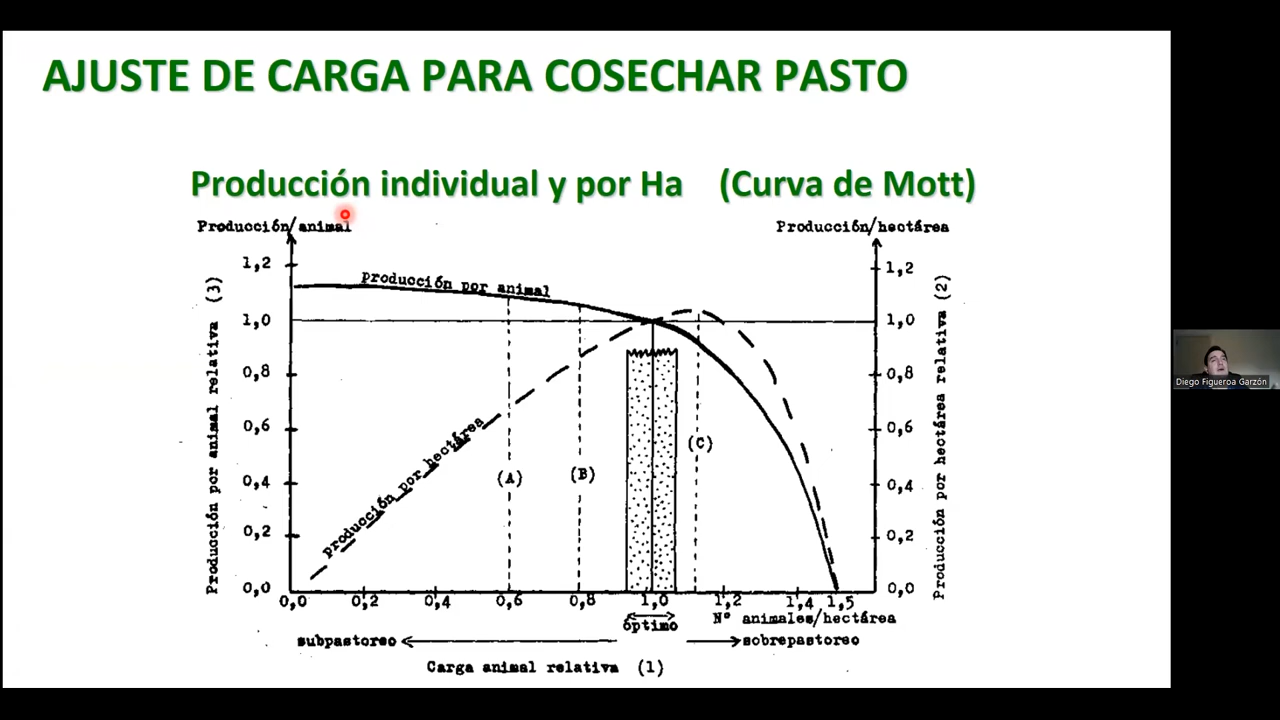 AJUSTE DE CARGA PARA COSECHAR PASTO
Producción individual y por Ha (Curva de Mott)
Producción/animal
Producción/hectárea
Producción por animal relativa (3)
1,2
1,0
0,8
0,6
0,4
0,2
0,0
producción por animal
producción por hectárea
(A)
(B)
(C)
1,2
1,0
0,8
0,6
0,4
0,2
0,0
Producción por hectárea relativa (2)
0,0 0,2 0,4 0,6 0,8 1,0 1,2 1,4 1,5
óptimo
Nº animales/hectárea
subpastoreo
sobrepastoreo
Carga animal relativa (1)
Diego Figueroa Garzón